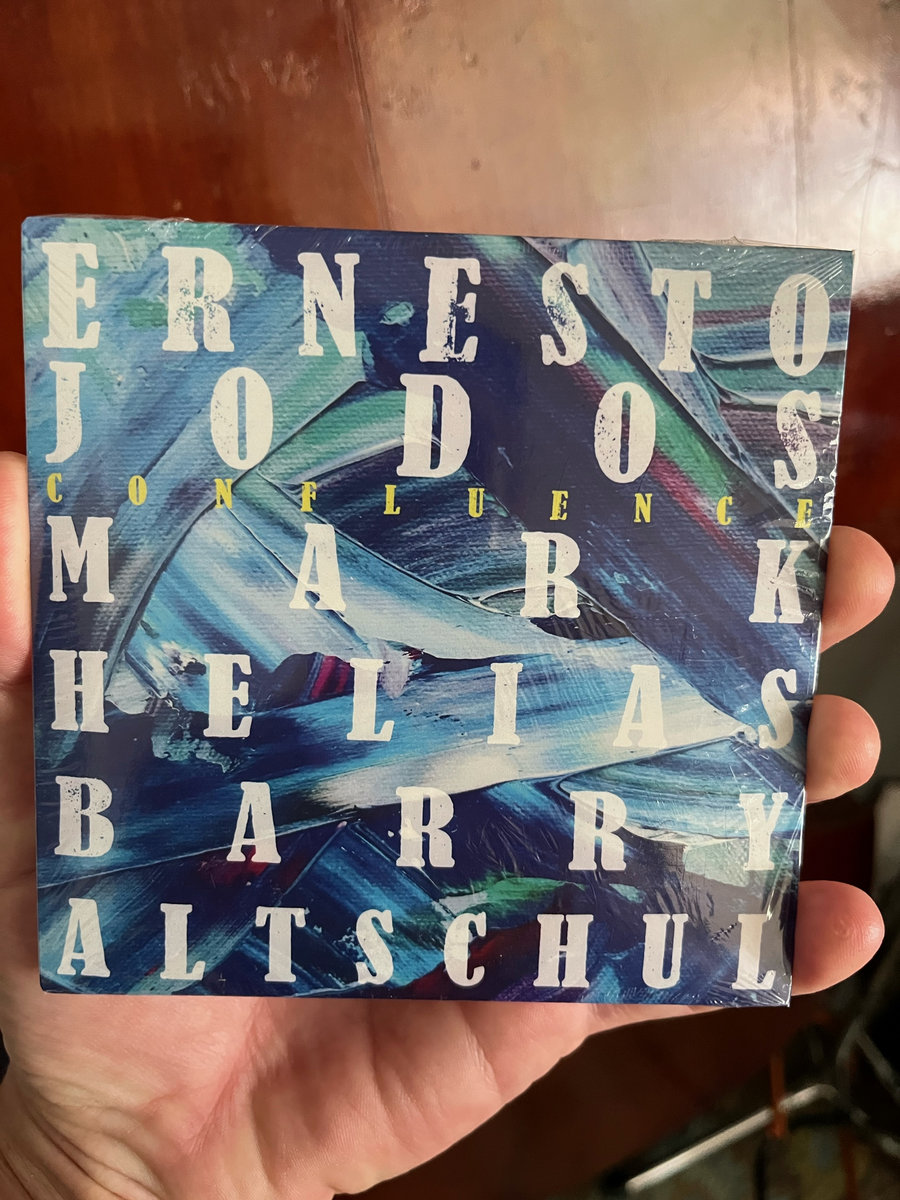 ERNESTO
JODOS
CONFLUENCE
MARK
HELIAS
BARRY
ALTSCHUL